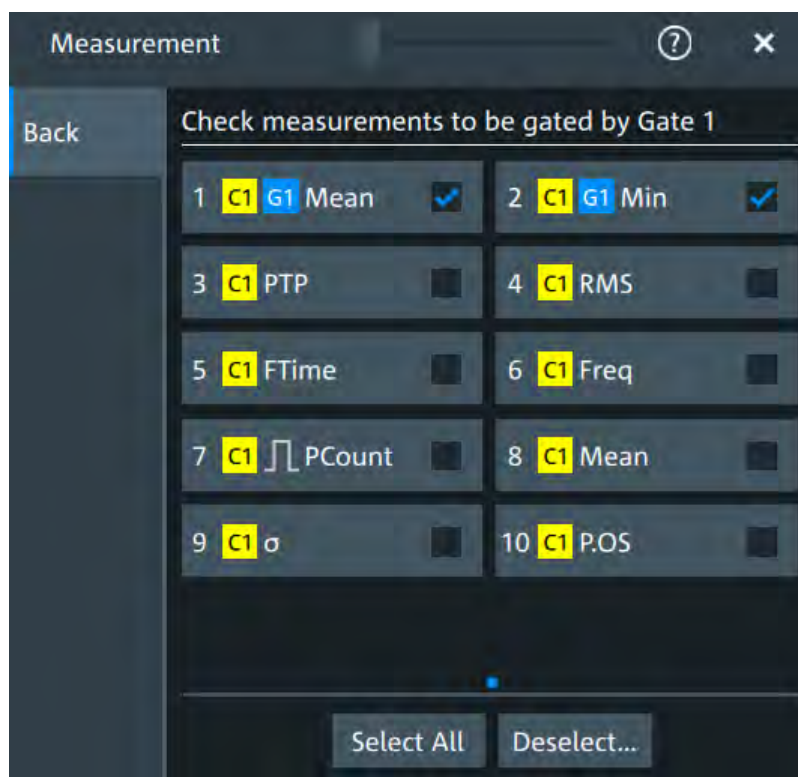 Measurement ? ×
Back
Check measurements to be gated by Gate 1
1 C1 G1 Mean
2 C1 G1 Min
3 C1 PTP
4 C1 RMS
5 C1 FTime
6 C1 Freq
7 C1 PCount
8 C1 Mean
9 C1 σ
10 C1 P.OS
Select All
Deselect...